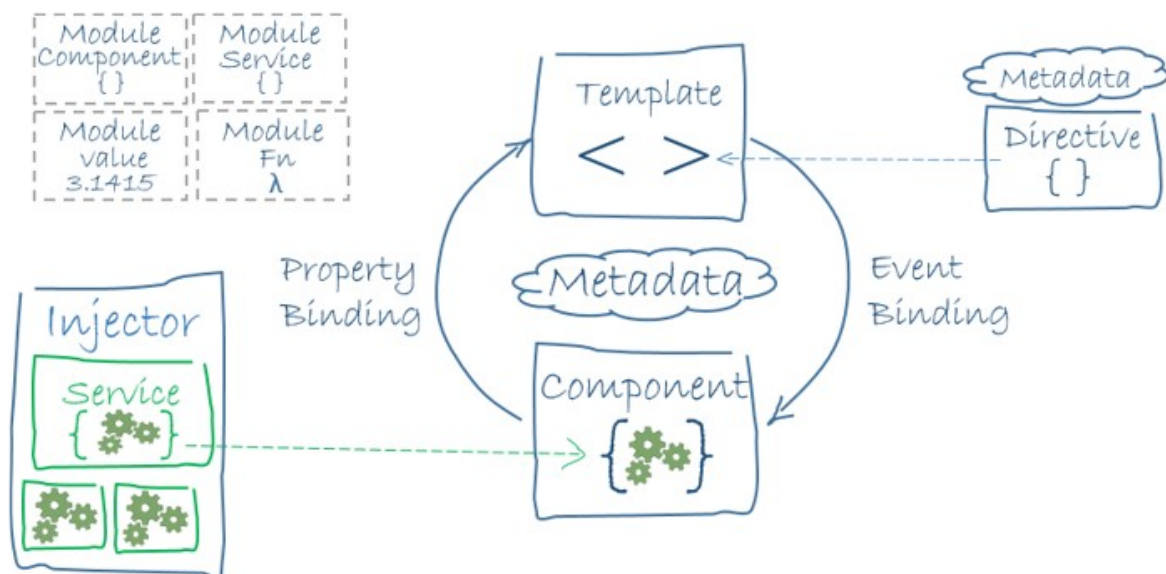 Module
Component
{ }
Module
Service
{ }
Module
value
3.1415
Module
Fn
λ
Template
< >
Metadata
Directive
{ }
Property
Binding
Metadata
Event
Binding
Injector
Service
{ }
Component
{ }